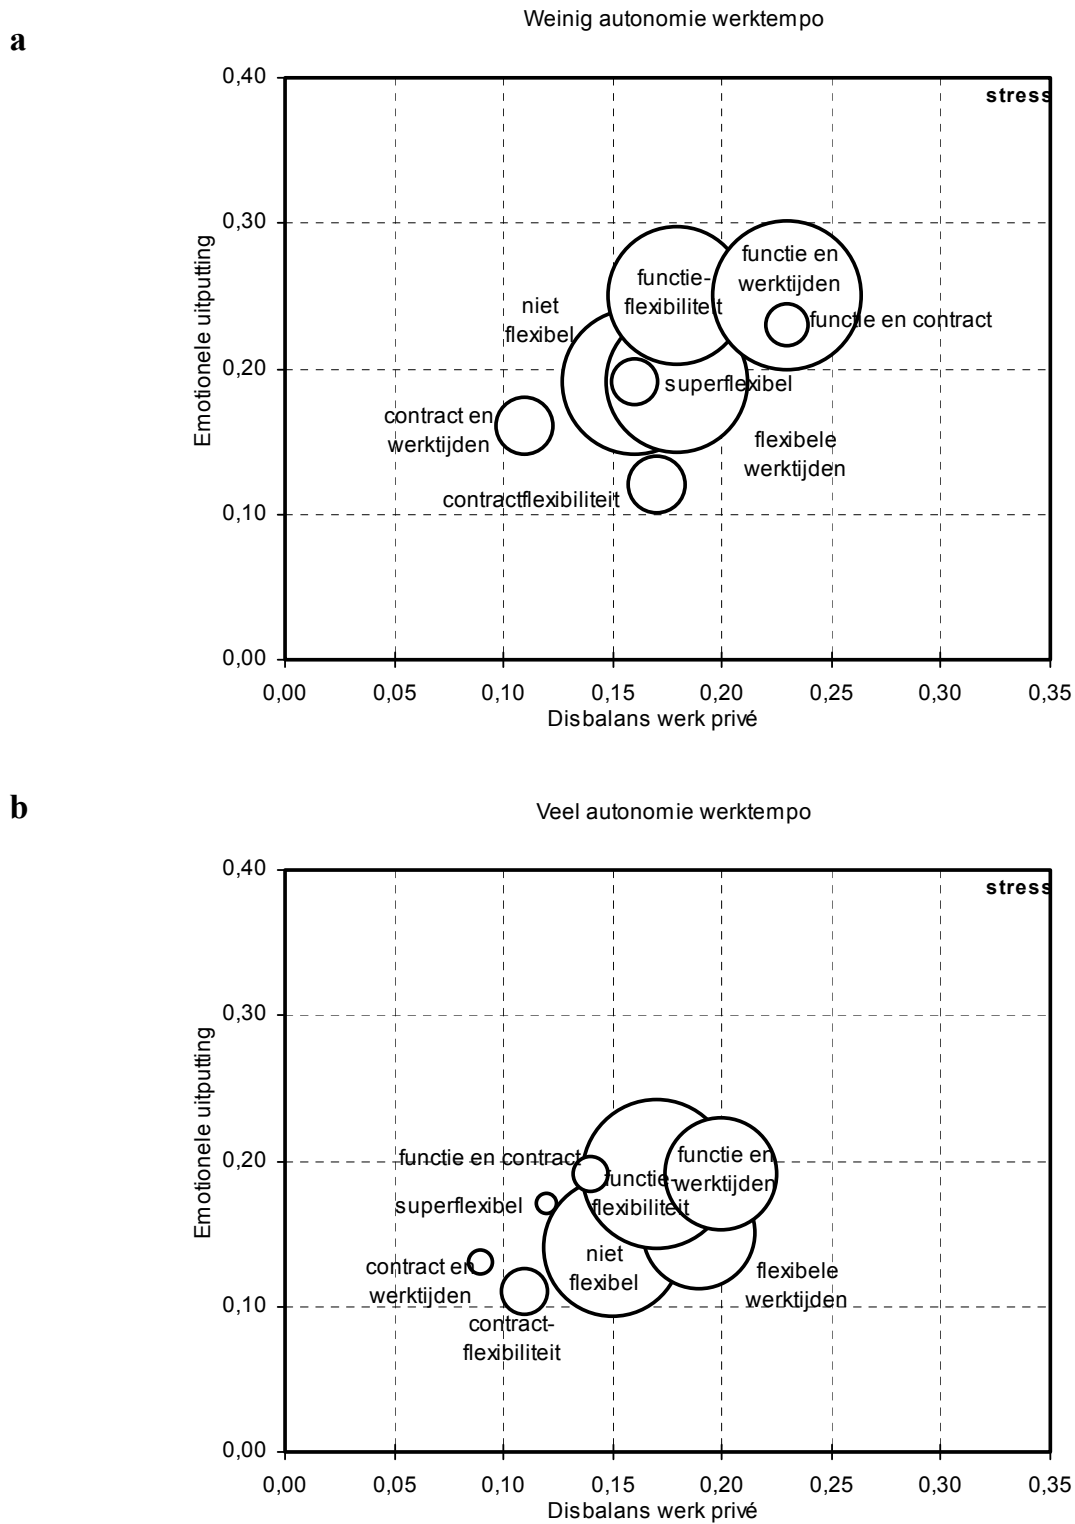 a
Weinig autonomie werktempo
stress
0,40
0,30
0,20
0,10
0,00
Emotionele uitputting
functie en
werktijden
functie-
flexibiliteit
niet
flexibel
functie en contract
superflexibel
contract en
werktijden
flexibele
werktijden
contractflexibiliteit
0,00 0,05 0,10 0,15 0,20 0,25 0,30 0,35
Disbalans werk privé
b
Veel autonomie werktempo
stress
0,40
0,30
0,20
0,10
0,00
Emotionele uitputting
functie en contract
functie en
werktijden
functie-
flexibiliteit
superflexibel
niet
flexibel
contract en
werktijden
flexibele
werktijden
contract-
flexibiliteit
0,00 0,05 0,10 0,15 0,20 0,25 0,30 0,35
Disbalans werk privé